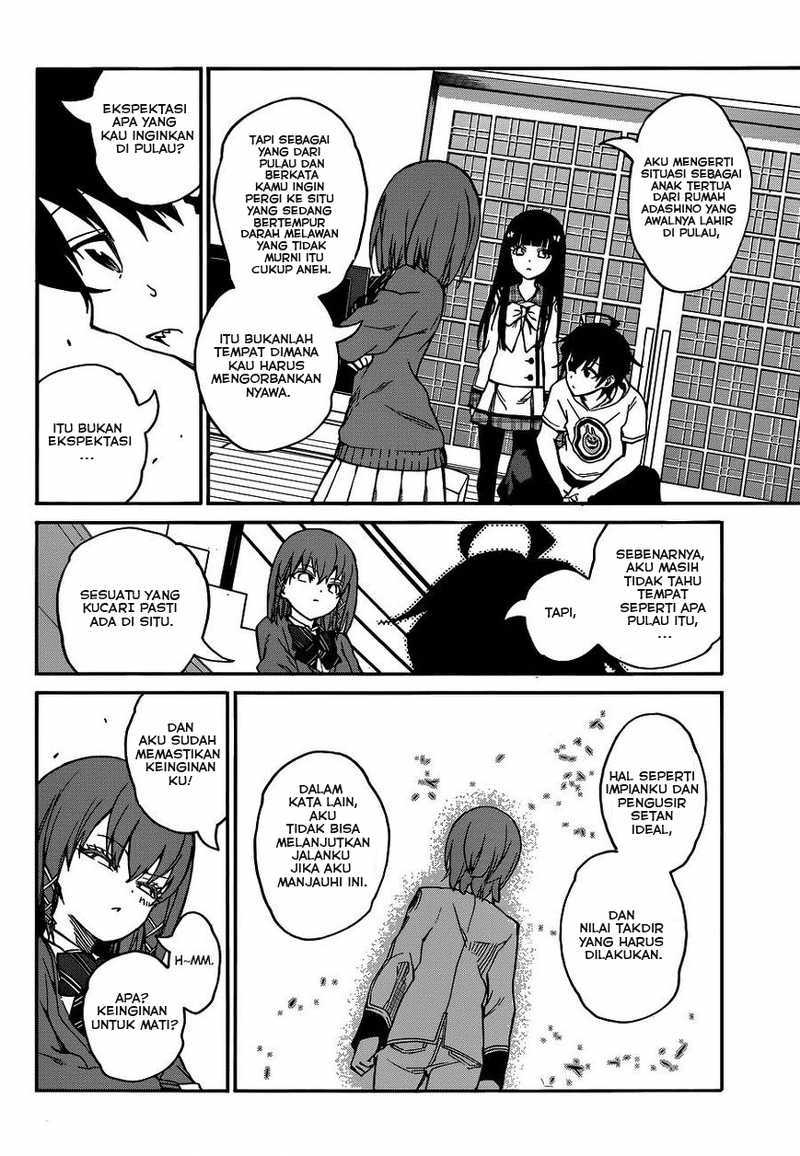 AKU MENGERTI
SITUASI SEBAGAI
ANAK TERTUA
DARI RUMAH
ADASHINO YANG
AWALNYA LAHIR
DI PULAU,
TAPI SEBAGAI
YANG DARI
PULAU DAN
BERKATA
KAMU INGIN
PERGI KE SITU
YANG SEDANG
BERTEMPUR
DARAH MELAWAN
YANG TIDAK
MURNI ITU
CUKUP ANEH.
ITU BUKANLAH
TEMPAT DIMANA
KAU HARUS
MENGORBANKAN
NYAWA.
EKSPEKTASI
APA YANG
KAU INGINKAN
DI PULAU?
ITU BUKAN
EKSPEKTASI
...
SEBENARNYA,
AKU MASIH
TIDAK TAHU
TEMPAT
SEPERTI APA
PULAU ITU,
...
TAPI,
SESUATU YANG
KUCARI PASTI
ADA DI SITU.
HAL SEPERTI
IMPIANKU DAN
PENGUSIR
SETAN
IDEAL,
DAN
NILAI TAKDIR
YANG HARUS
DILAKUKAN.
DALAM
KATA LAIN,
AKU
TIDAK BISA
MELANJUTKAN
JALANKU
JIKA AKU
MANJAUHI INI.
DAN
AKU SUDAH
MEMASTIKAN
KEINGINAN
KU!
H~MM.
APA?
KEINGINAN
UNTUK MATI?